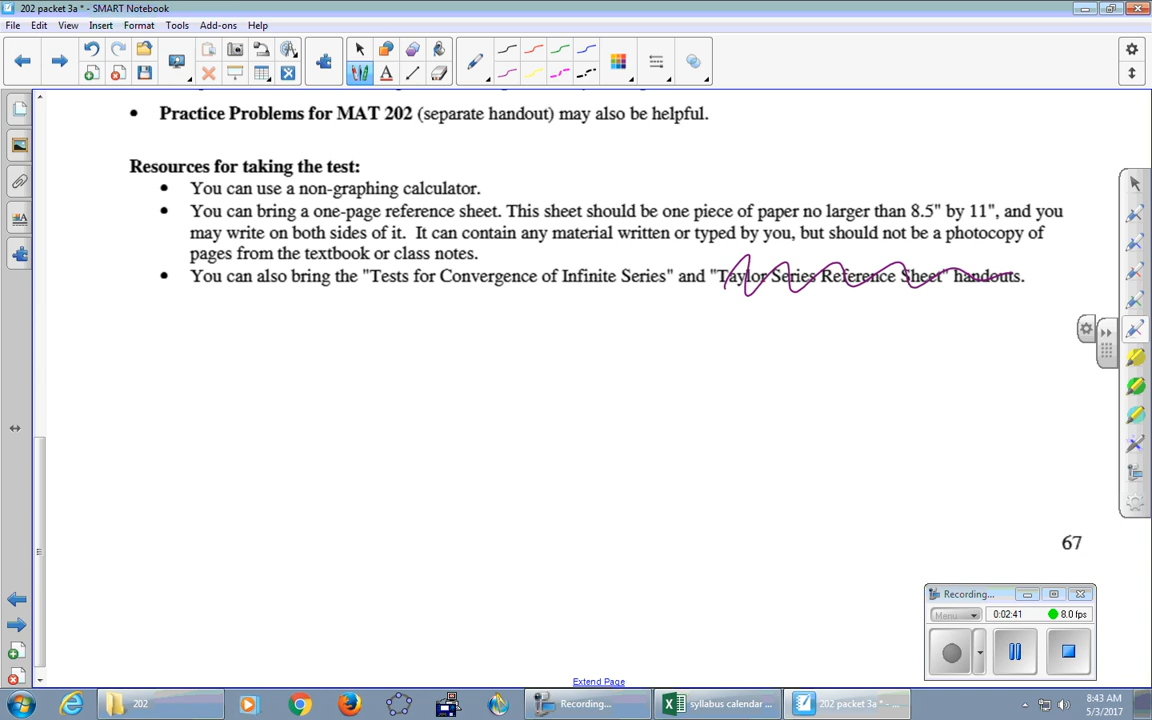 202 packet 3a * - SMART Notebook
File Edit View Insert Format Tools Add-ons Help
• Practice Problems for MAT 202 (separate handout) may also be helpful.
Resources for taking the test:
• You can use a non-graphing calculator.
• You can bring a one-page reference sheet. This sheet should be one piece of paper no larger than 8.5" by 11", and you
may write on both sides of it. It can contain any material written or typed by you, but should not be a photocopy of
pages from the textbook or class notes.
• You can also bring the "Tests for Convergence of Infinite Series" and "Taylor Series Reference Sheet" handouts.
67
Recording...
Menu 0:02:41 8.0 fps
Extend Page
202 Recording... syllabus calendar ... 202 packet 3a * - ...
8:43 AM
5/3/2017